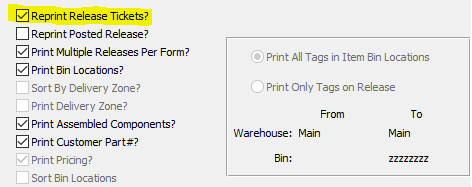 Reprint Release Tickets?
Reprint Posted Release?
Print Multiple Releases Per Form?
Print Bin Locations?
Sort By Delivery Zone?
Print Delivery Zone?
Print Assembled Components?
Print Customer Part#?
Print Pricing?
Sort Bin Locations
Print All Tags in Item Bin Locations
Print Only Tags on Release
From To
Warehouse: Main Main
Bin: zzzzzzzz